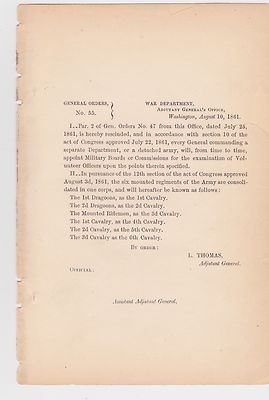 GENERAL ORDERS, } WAR DEPARTMENT,
ADJUTANT GENERAL'S OFFICE,
No. 55. Washington, August 10, 1861.
I..Par. 2 of Gen. Orders No. 47 from this Office, dated July 25,
1861, is hereby rescinded, and in accordance with section 10 of the
act of Congress approved July 22, 1861, every General commanding a
separate Department, or a detached army, will, from time to time,
appoint Military Boards or Commissions for the examination of Vol-
unteer Officers upon the points therein specified.
II..In pursuance of the 12th section of the act of Congress approved
August 3d, 1861, the six mounted regiments of the Army are consoli-
dated in one corps, and will hereafter be known as follows:
The 1st Dragoons, as the 1st Cavalry.
The 2d Dragoons, as the 2d Cavalry.
The Mounted Riflemen, as the 3d Cavalry.
The 1st Cavalry, as the 4th Cavalry.
The 2d Cavalry, as the 5th Cavalry.
The 3d Cavalry as the 6th Cavalry.
BY ORDER:
L. THOMAS,
Adjutant General.
OFFICIAL:
Assistant Adjutant General.